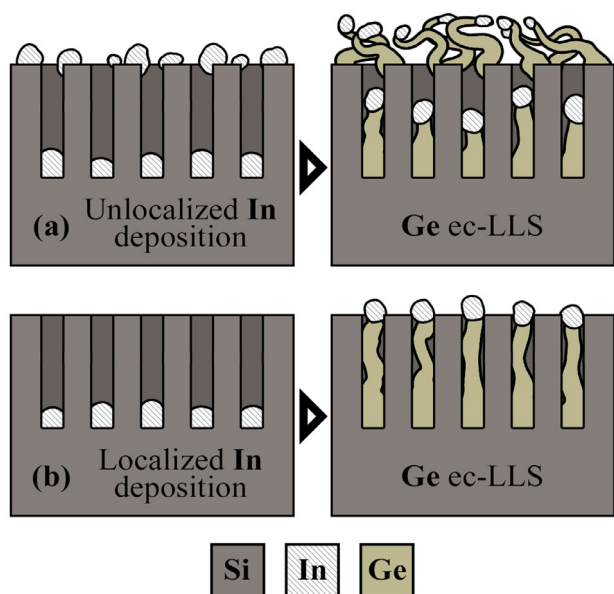 (a) Unlocalized In
deposition
Ge ec-LLS
(b) Localized In
deposition
Ge ec-LLS
Si In Ge